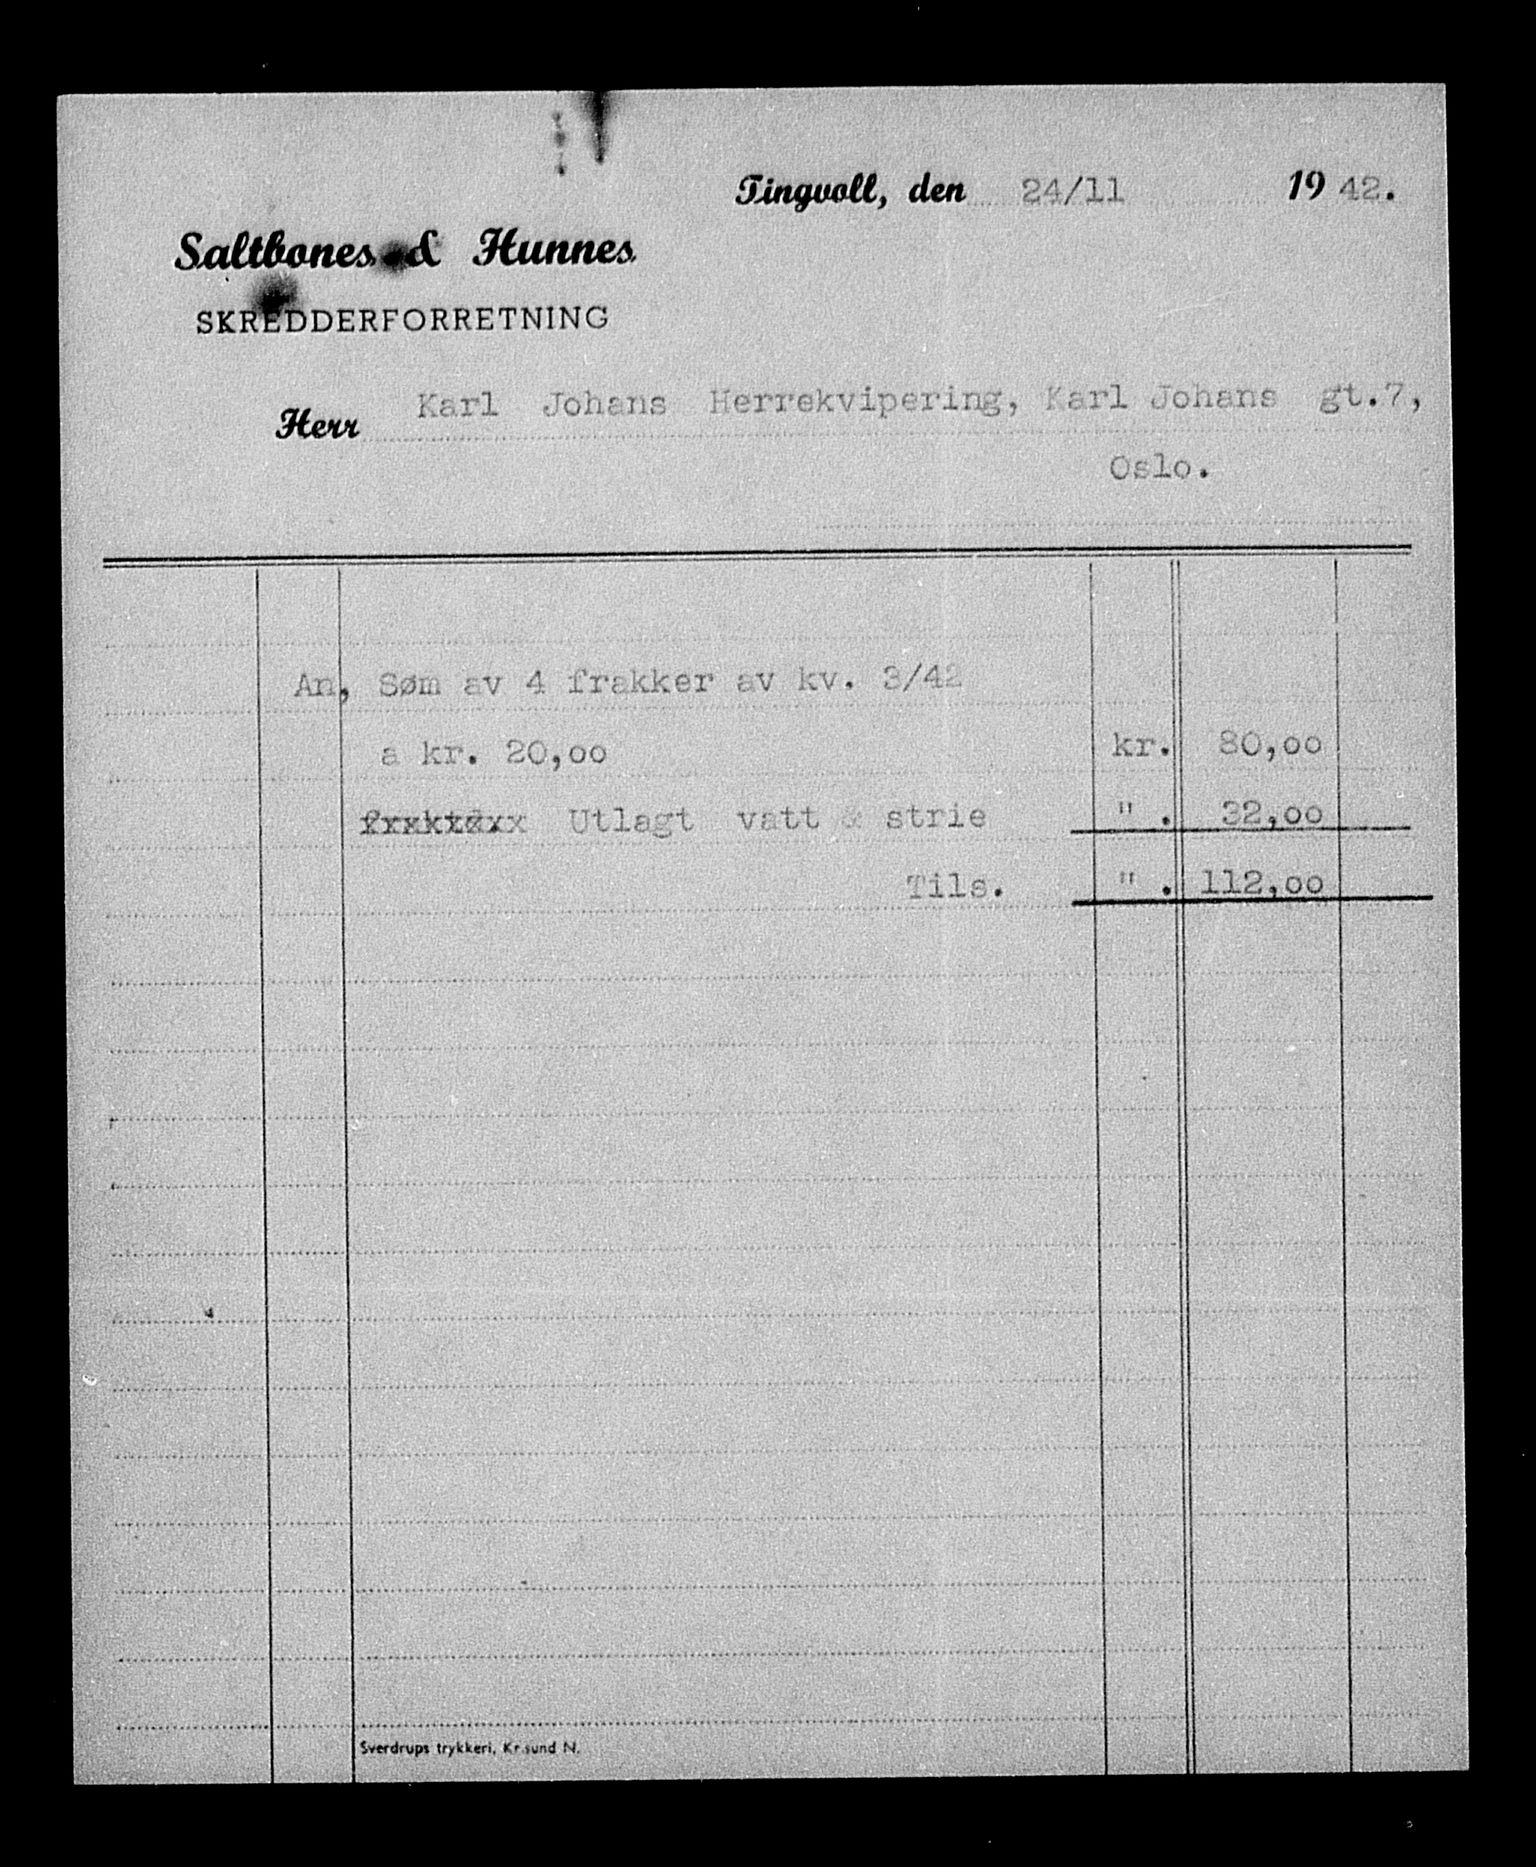 Tingvoll, den 24/11 1942.
Saltbones & Hunnes
SKREDDERFORRETNING
Herr Karl Johans Herrekvipering, Karl Johans gt.7,
Oslo.
An, Søm av 4 frakker av kv. 3/42
a kr. 20,oo kr. 80,oo
Utlagt vatt & strie " . 32,oo
Tils. " . 112,oo
Sverdrups trykkeri, Kr.sund N.